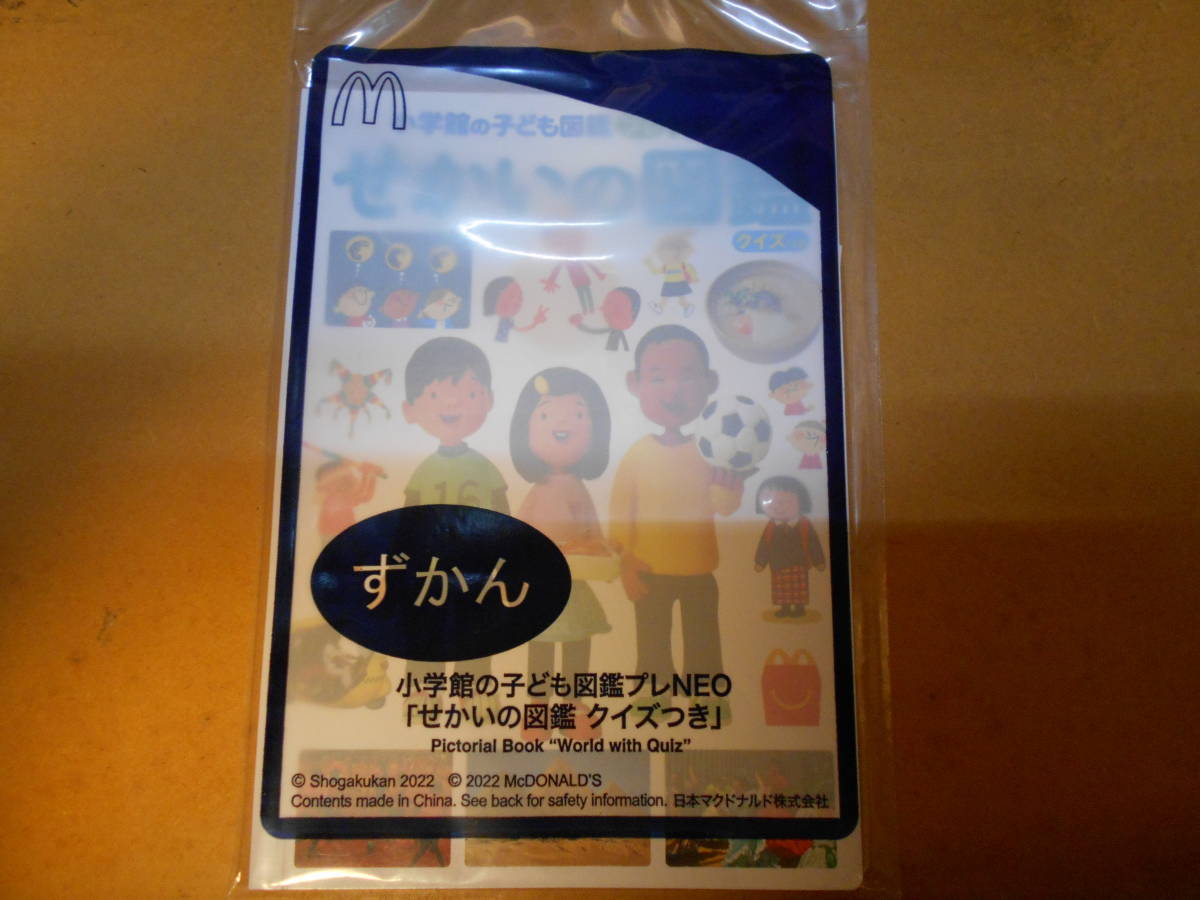 小学館の子ども図鑑
せかいの図鑑
クイズ
16
ずかん
小学館の子ども図鑑プレNEO
「せかいの図鑑 クイズつき」
Pictorial Book “World with Quiz”
© Shogakukan 2022 © 2022 McDONALD'S
Contents made in China. See back for safety information. 日本マクドナルド株式会社